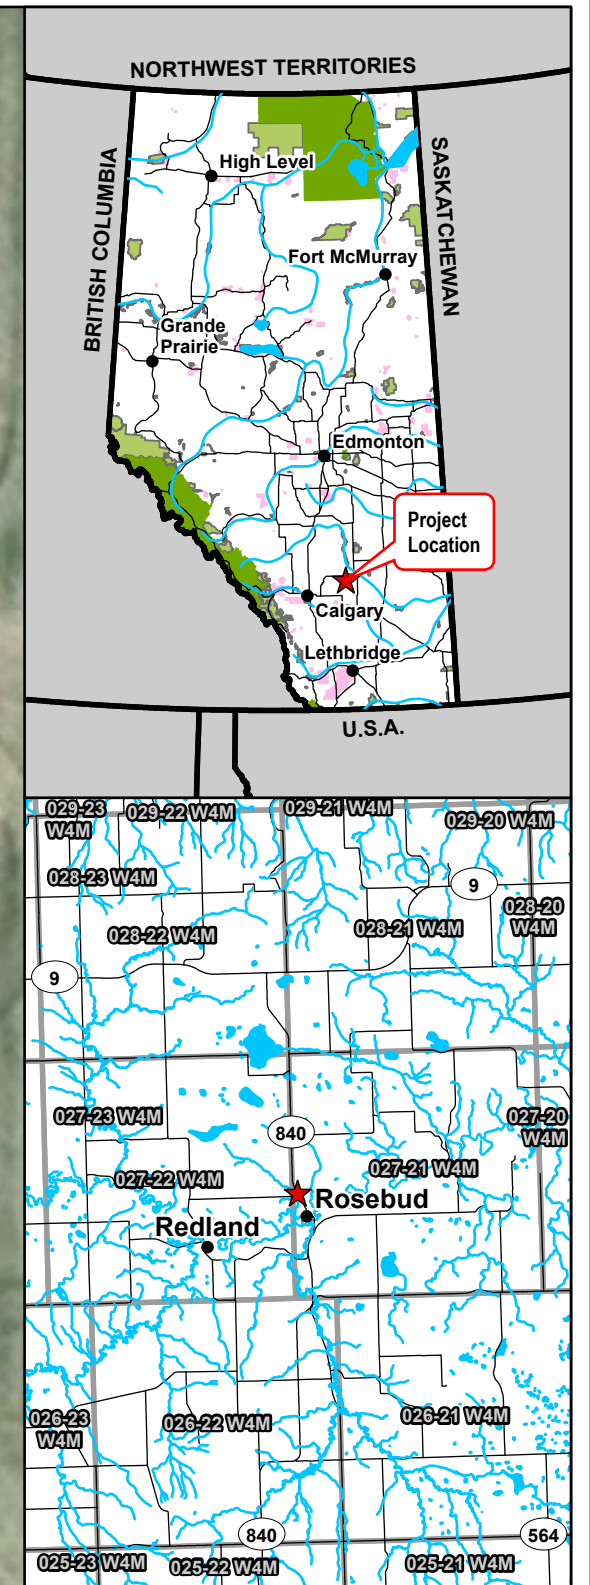 NORTHWEST TERRITORIES
BRITISH COLUMBIA
SASKATCHEWAN
High Level
Fort McMurray
Grande
Prairie
Edmonton
Project
Location
Calgary
Lethbridge
U.S.A.
029-23
W4M
029-22 W4M
029-21 W4M
029-20 W4M
028-23 W4M
9
028-20
W4M
028-22 W4M
028-21 W4M
9
027-23 W4M
027-20
W4M
840
027-22 W4M
027-21 W4M
Rosebud
Redland
026-23
W4M
026-22 W4M
026-21 W4M
840
564
025-23 W4M
025-22 W4M
025-21 W4M